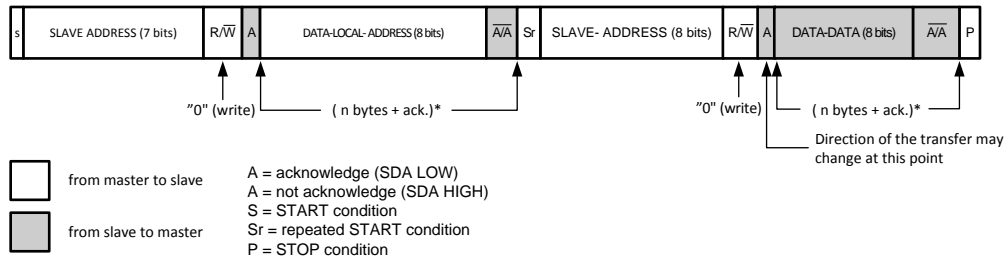 s SLAVE ADDRESS (7 bits) R/W̅ A DATA-LOCAL- ADDRESS (8 bits) A̅/A̅ Sr SLAVE- ADDRESS (8 bits) R/W̅ A DATA-DATA (8 bits) A̅/A̅ P
"0" (write) ( n bytes + ack.)* "0" (write) ( n bytes + ack.)*
Direction of the transfer may
change at this point
from master to slave
from slave to master
A = acknowledge (SDA LOW)
A = not acknowledge (SDA HIGH)
S = START condition
Sr = repeated START condition
P = STOP condition